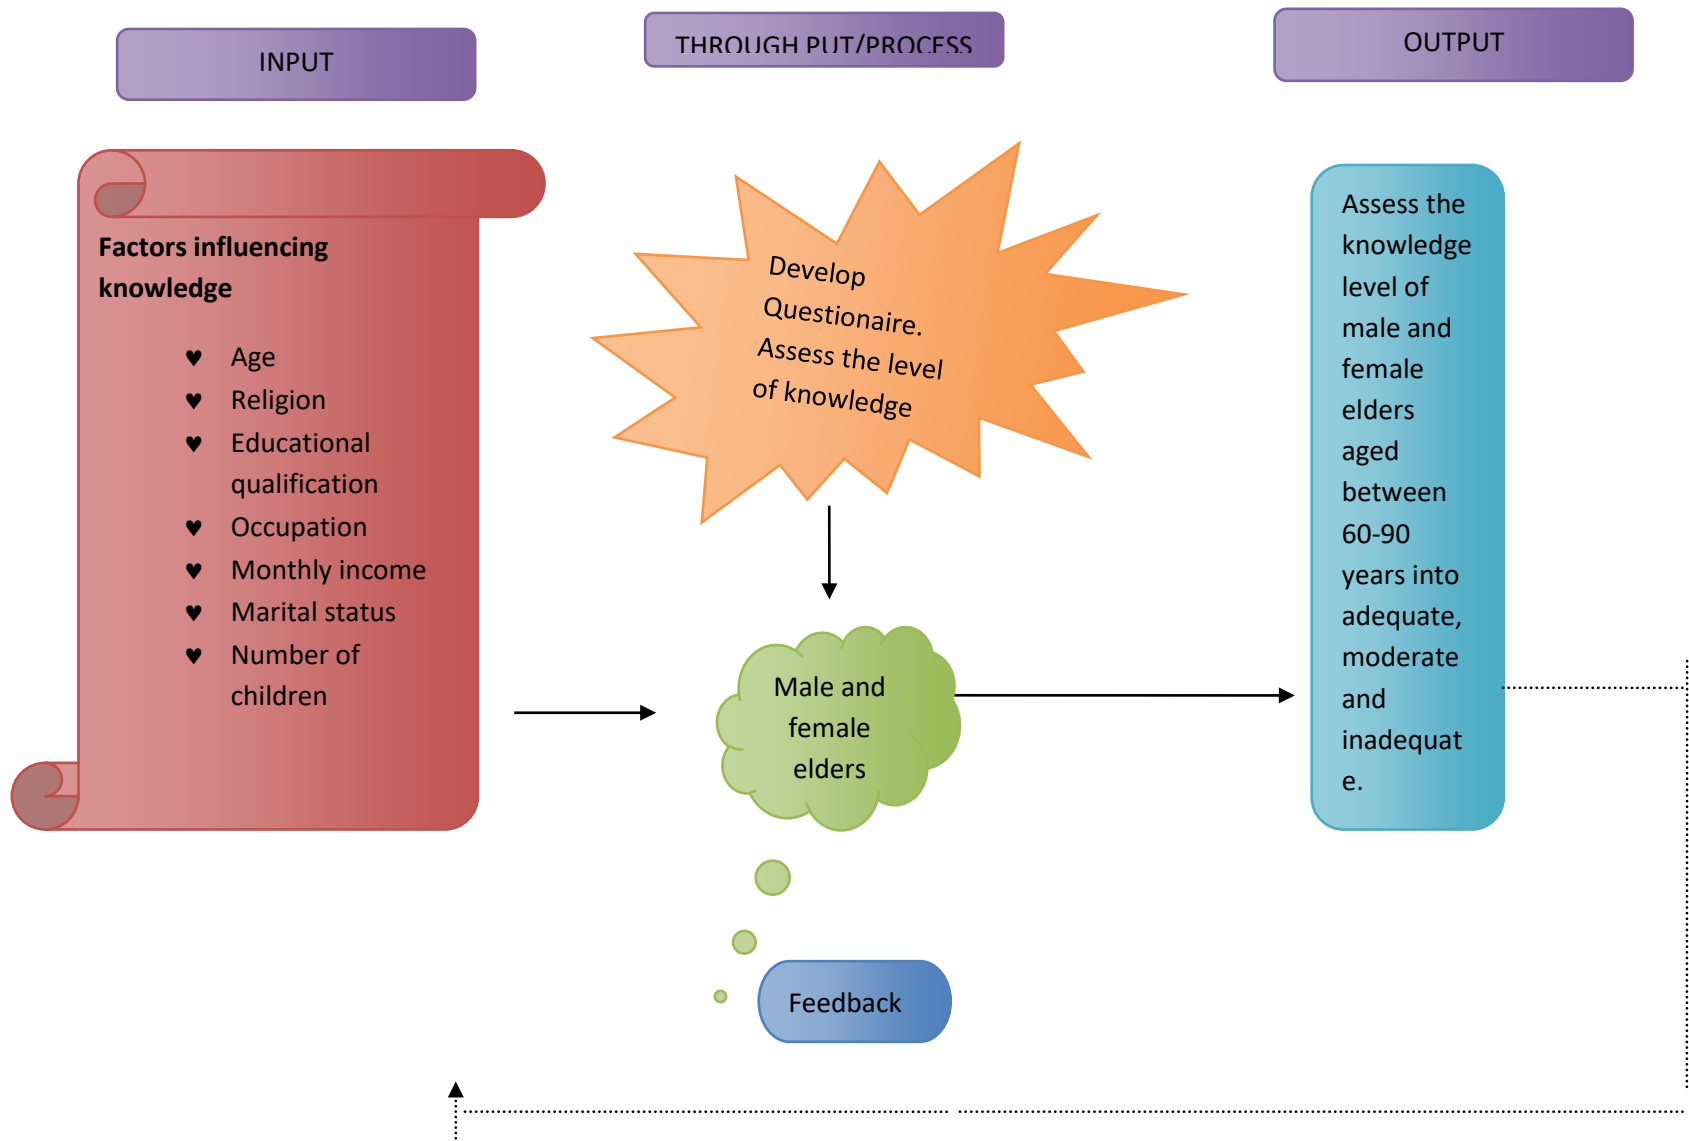 INPUT
THROUGH PUT/PROCESS
OUTPUT
Factors influencing
knowledge
♥ Age
♥ Religion
♥ Educational
qualification
♥ Occupation
♥ Monthly income
♥ Marital status
♥ Number of
children
Develop
Questionaire.
Assess the level
of knowledge
Male and
female
elders
Feedback
Assess the
knowledge
level of
male and
female
elders
aged
between
60-90
years into
adequate,
moderate
and
inadequat
e.